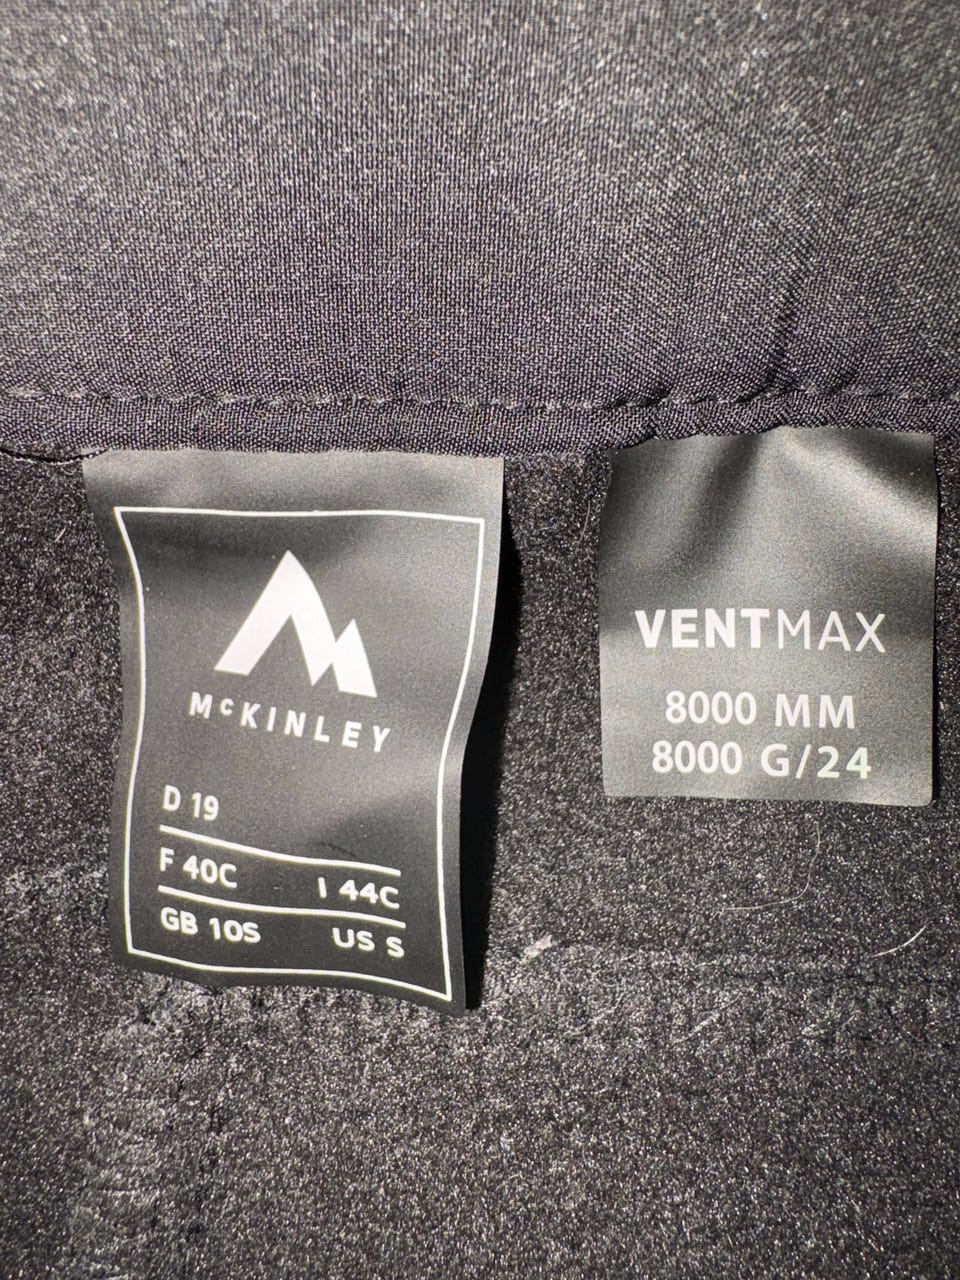 McKINLEY
D 19
F 40C I 44C
GB 10S US S
VENTMAX
8000 MM
8000 G/24